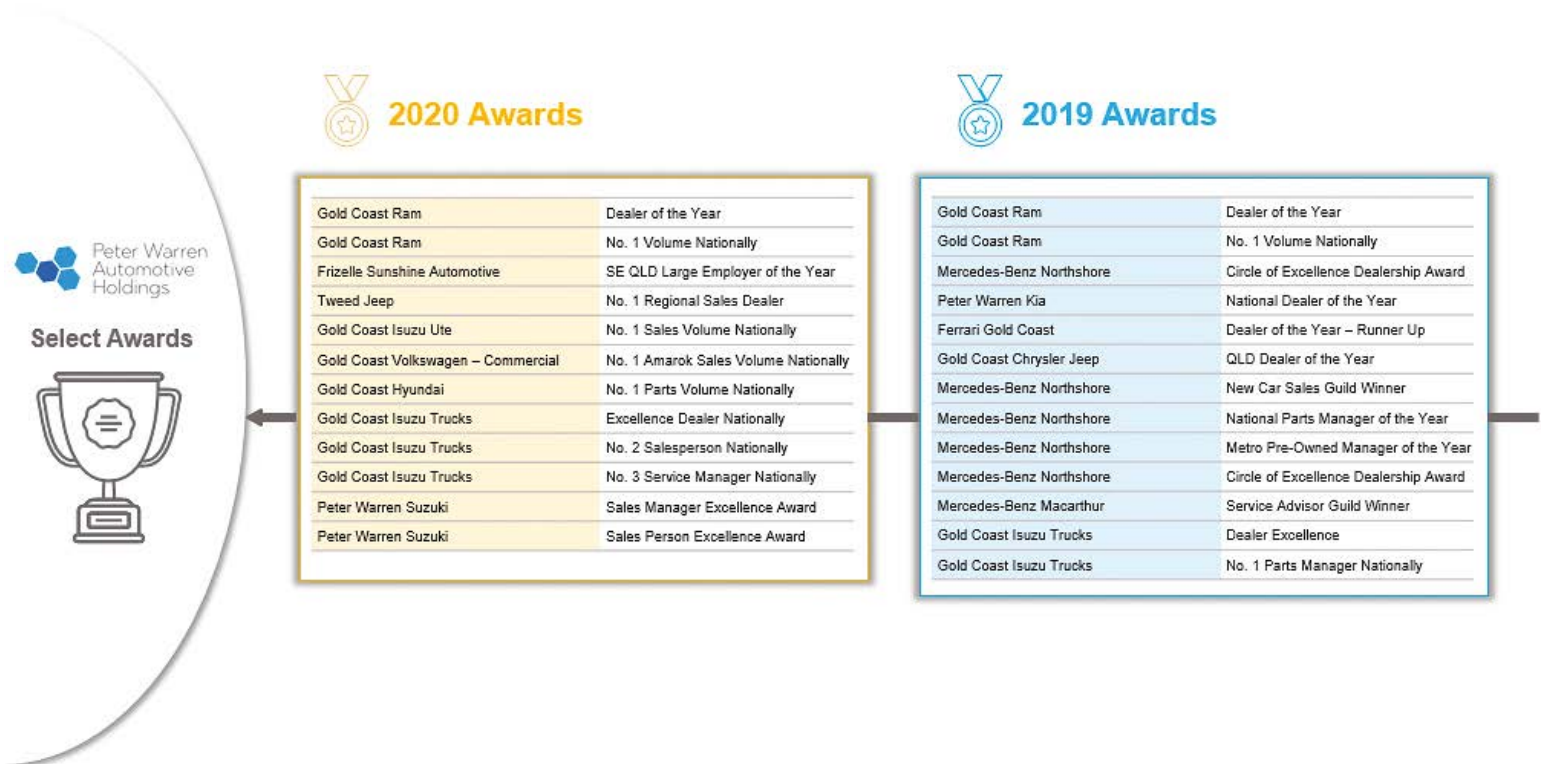 Peter Warren
Automotive
Holdings
Select Awards
2020 Awards
Gold Coast Ram Dealer of the Year
Gold Coast Ram No. 1 Volume Nationally
Frizelle Sunshine Automotive SE QLD Large Employer of the Year
Tweed Jeep No. 1 Regional Sales Dealer
Gold Coast Isuzu Ute No. 1 Sales Volume Nationally
Gold Coast Volkswagen – Commercial No. 1 Amarok Sales Volume Nationally
Gold Coast Hyundai No. 1 Parts Volume Nationally
Gold Coast Isuzu Trucks Excellence Dealer Nationally
Gold Coast Isuzu Trucks No. 2 Salesperson Nationally
Gold Coast Isuzu Trucks No. 3 Service Manager Nationally
Peter Warren Suzuki Sales Manager Excellence Award
Peter Warren Suzuki Sales Person Excellence Award
2019 Awards
Gold Coast Ram Dealer of the Year
Gold Coast Ram No. 1 Volume Nationally
Mercedes-Benz Northshore Circle of Excellence Dealership Award
Peter Warren Kia National Dealer of the Year
Ferrari Gold Coast Dealer of the Year – Runner Up
Gold Coast Chrysler Jeep QLD Dealer of the Year
Mercedes-Benz Northshore New Car Sales Guild Winner
Mercedes-Benz Northshore National Parts Manager of the Year
Mercedes-Benz Northshore Metro Pre-Owned Manager of the Year
Mercedes-Benz Northshore Circle of Excellence Dealership Award
Mercedes-Benz Macarthur Service Advisor Guild Winner
Gold Coast Isuzu Trucks Dealer Excellence
Gold Coast Isuzu Trucks No. 1 Parts Manager Nationally